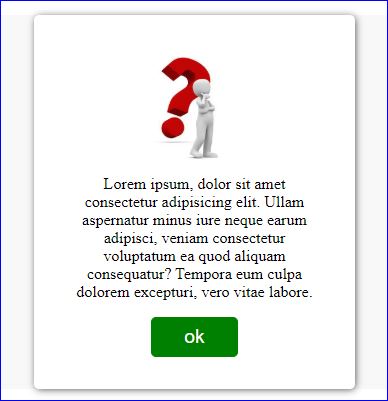 Lorem ipsum, dolor sit amet
consectetur adipisicing elit. Ullam
aspernatur minus iure neque earum
adipisci, veniam consectetur
voluptatum ea quod aliquam
consequatur? Tempora eum culpa
dolorem excepturi, vero vitae labore.
ok